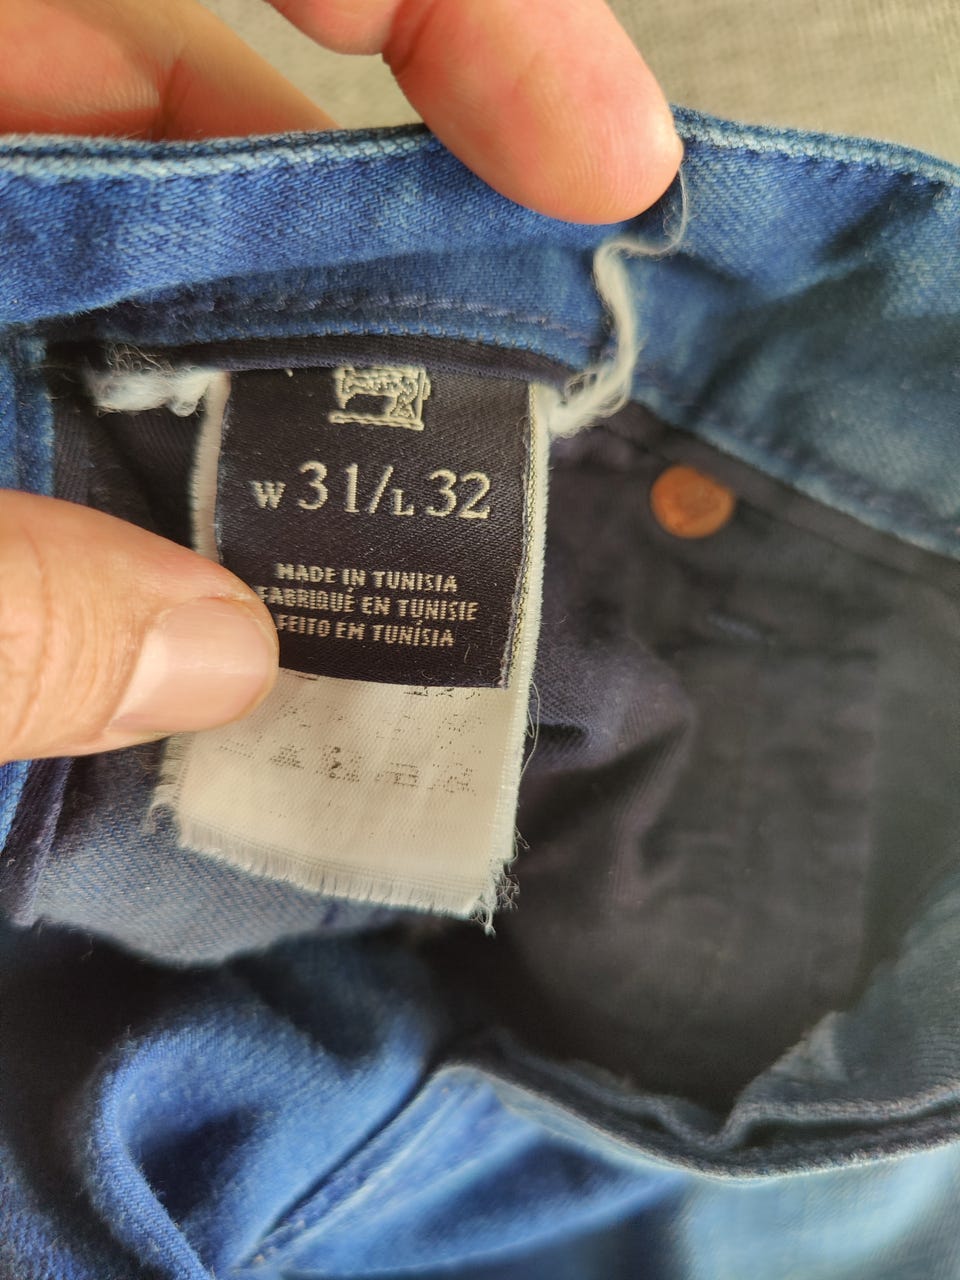 W 31/L 32
MADE IN TUNISIA
FABRIQUÉ EN TUNISIE
FEITO EM TUNÍSIA